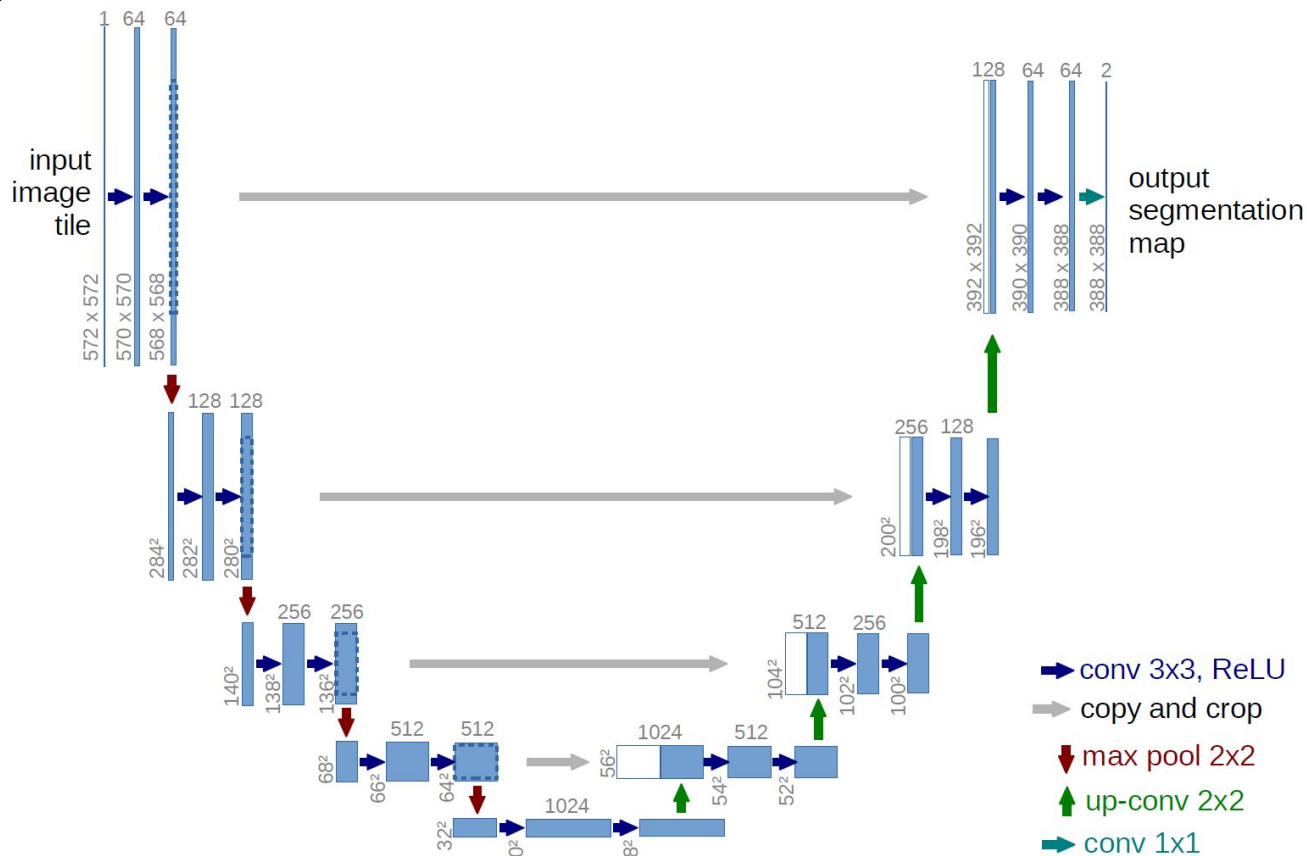 1 64 64
input
image
tile
572 x 572
570 x 570
568 x 568
128 64 64 2
output
segmentation
map
392 x 392
390 x 390
388 x 388
388 x 388
128 128
284²
282²
280²
256 128
200²
198²
196²
256 256
140²
138²
136²
512 256
104²
102²
100²
512 512
68²
66²
64²
1024 512
56²
54²
52²
1024
32²
conv 3x3, ReLU
copy and crop
max pool 2x2
up-conv 2x2
conv 1x1